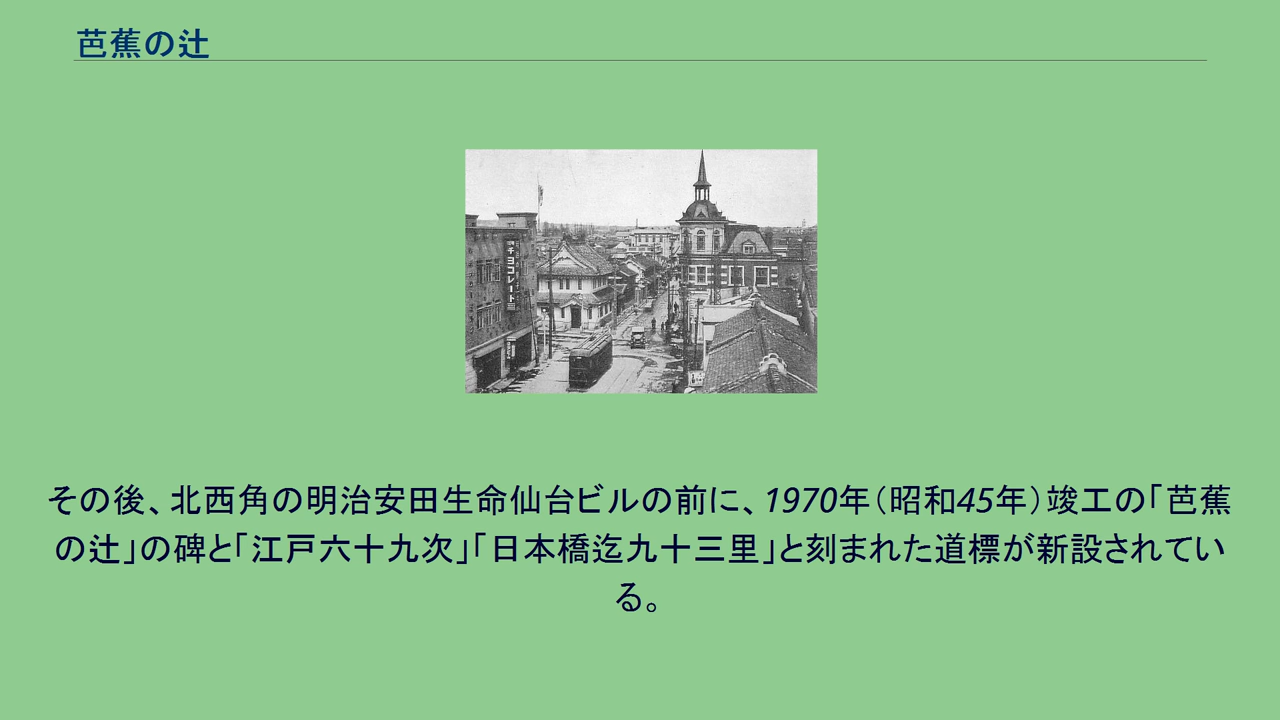 芭蕉の辻
チヨコレート
その後、北西角の明治安田生命仙台ビルの前に、1970年（昭和45年）竣工の「芭蕉
の辻」の碑と「江戸六十九次」「日本橋迄九十三里」と刻まれた道標が新設されてい
る。